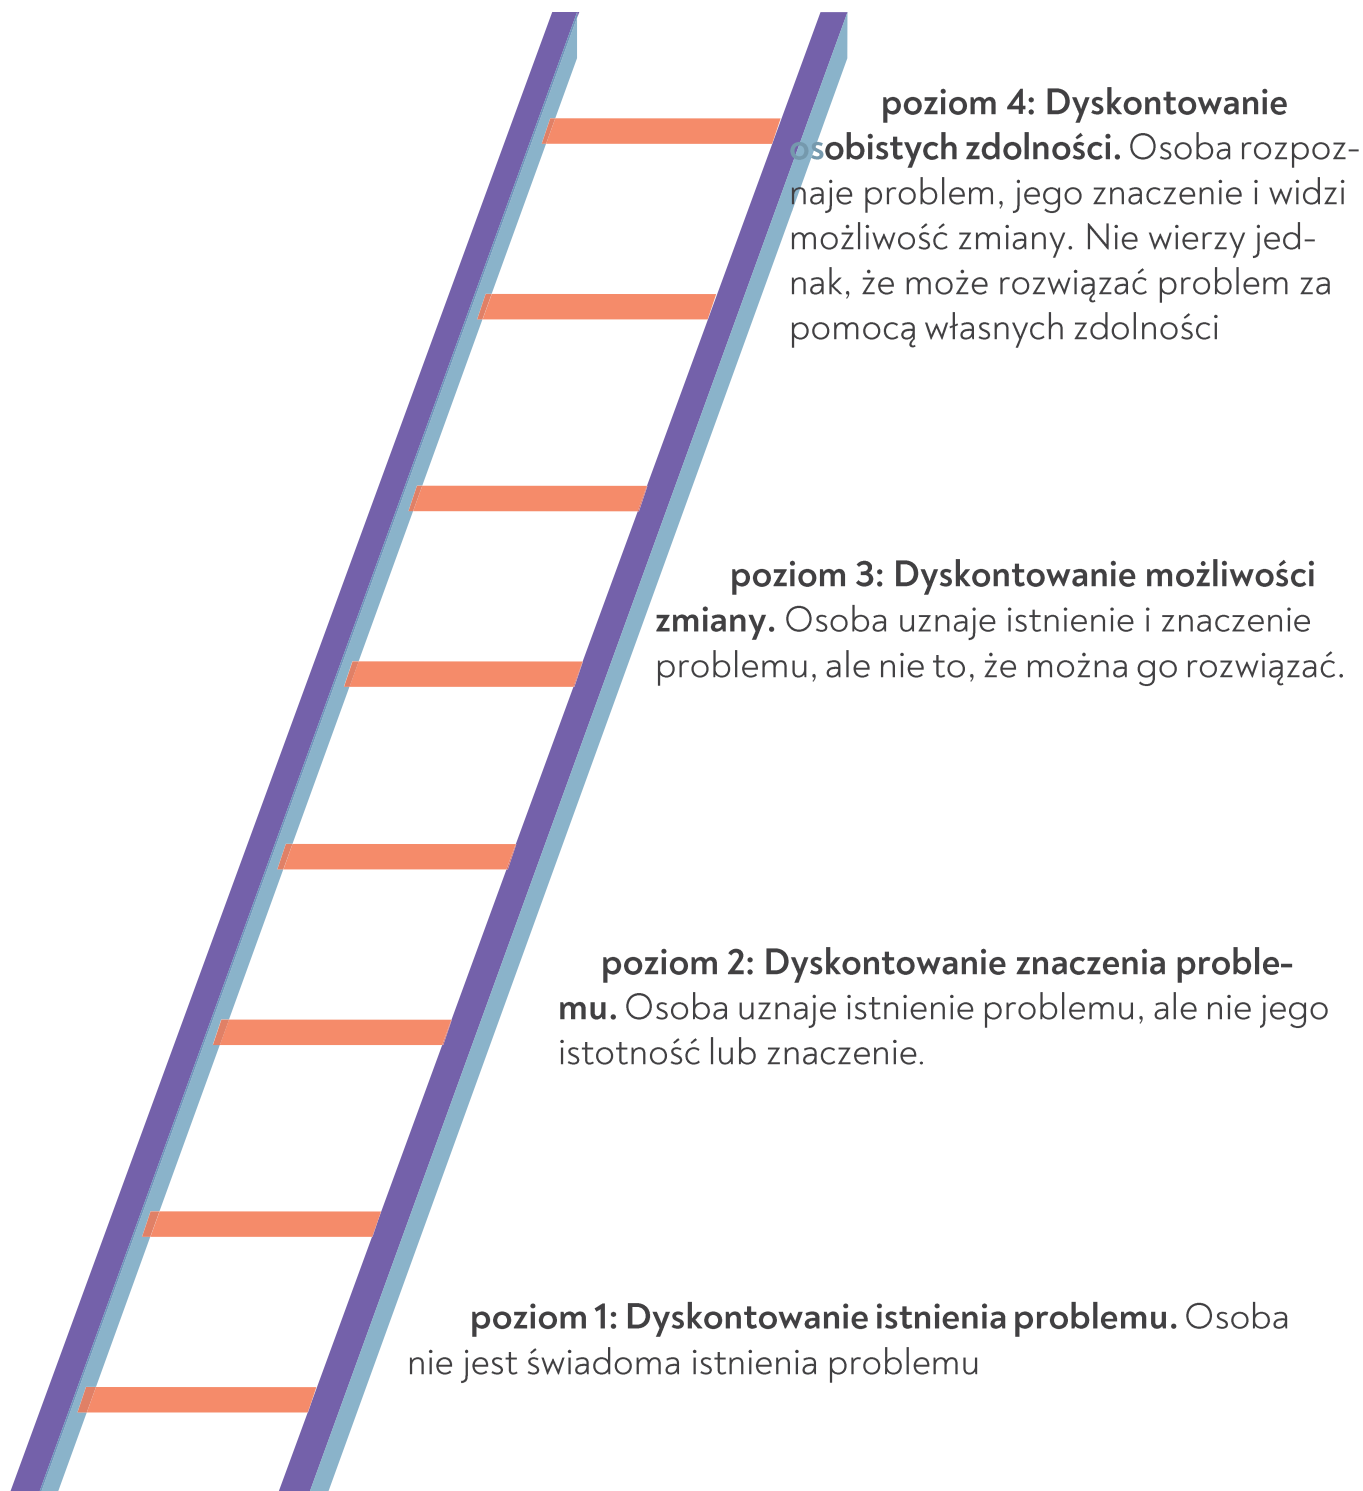 poziom 4: Dyskontowanie
osobistych zdolności. Osoba rozpoz-
naje problem, jego znaczenie i widzi
możliwość zmiany. Nie wierzy jed-
nak, że może rozwiązać problem za
pomocą własnych zdolności
poziom 3: Dyskontowanie możliwości
zmiany. Osoba uznaje istnienie i znaczenie
problemu, ale nie to, że można go rozwiązać.
poziom 2: Dyskontowanie znaczenia proble-
mu. Osoba uznaje istnienie problemu, ale nie jego
istotność lub znaczenie.
poziom 1: Dyskontowanie istnienia problemu. Osoba
nie jest świadoma istnienia problemu